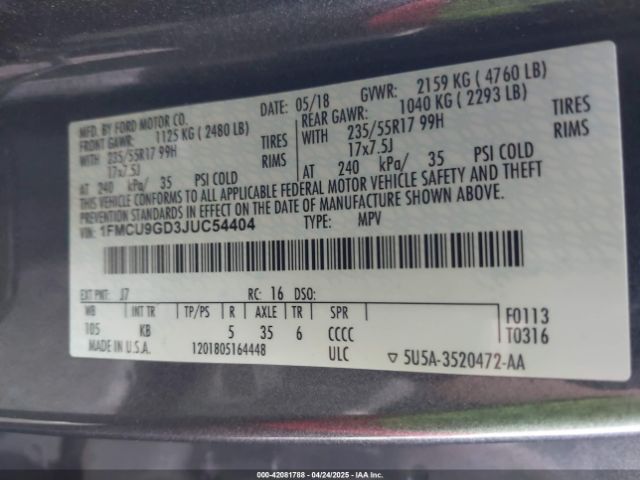 MFD. BY FORD MOTOR CO. DATE: 05/18 GVWR: 2159 KG ( 4760 LB)
FRONT GAWR: 1125 KG ( 2480 LB) REAR GAWR: 1040 KG ( 2293 LB)
WITH 235/55R17 99H TIRES WITH 235/55R17 99H TIRES
17x7.5J RIMS 17x7.5J RIMS
AT 240 kPa/ 35 PSI COLD AT 240 kPa/ 35 PSI COLD
THIS VEHICLE CONFORMS TO ALL APPLICABLE FEDERAL MOTOR VEHICLE SAFETY AND THEFT
PREVENTION STANDARDS IN EFFECT ON THE DATE OF MANUFACTURE SHOWN ABOVE.
VIN: 1FMCU9GD3JUC54404 TYPE: MPV
EXT PNT: J7 RC: 16 DSO:
WB INT TR TP/PS R AXLE TR SPR F0113
105 KB 5 35 6 CCCC T0316
MADE IN U.S.A. 1201805164448 ULC ▽ 5U5A-3520472-AA
000-42081788 - 04/24/2025 - IAA Inc.